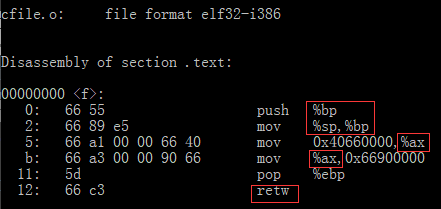 cfile.o:     file format elf32-i386
Disassembly of section .text:
00000000 <f>:
   0:   66 55                   push   %bp
   2:   66 89 e5                mov    %sp,%bp
   5:   66 a1 00 00 66 40       mov    0x40660000,%ax
   b:   66 a3 00 00 90 66       mov    %ax,0x66900000
  11:   5d                      pop    %ebp
  12:   66 c3                   retw